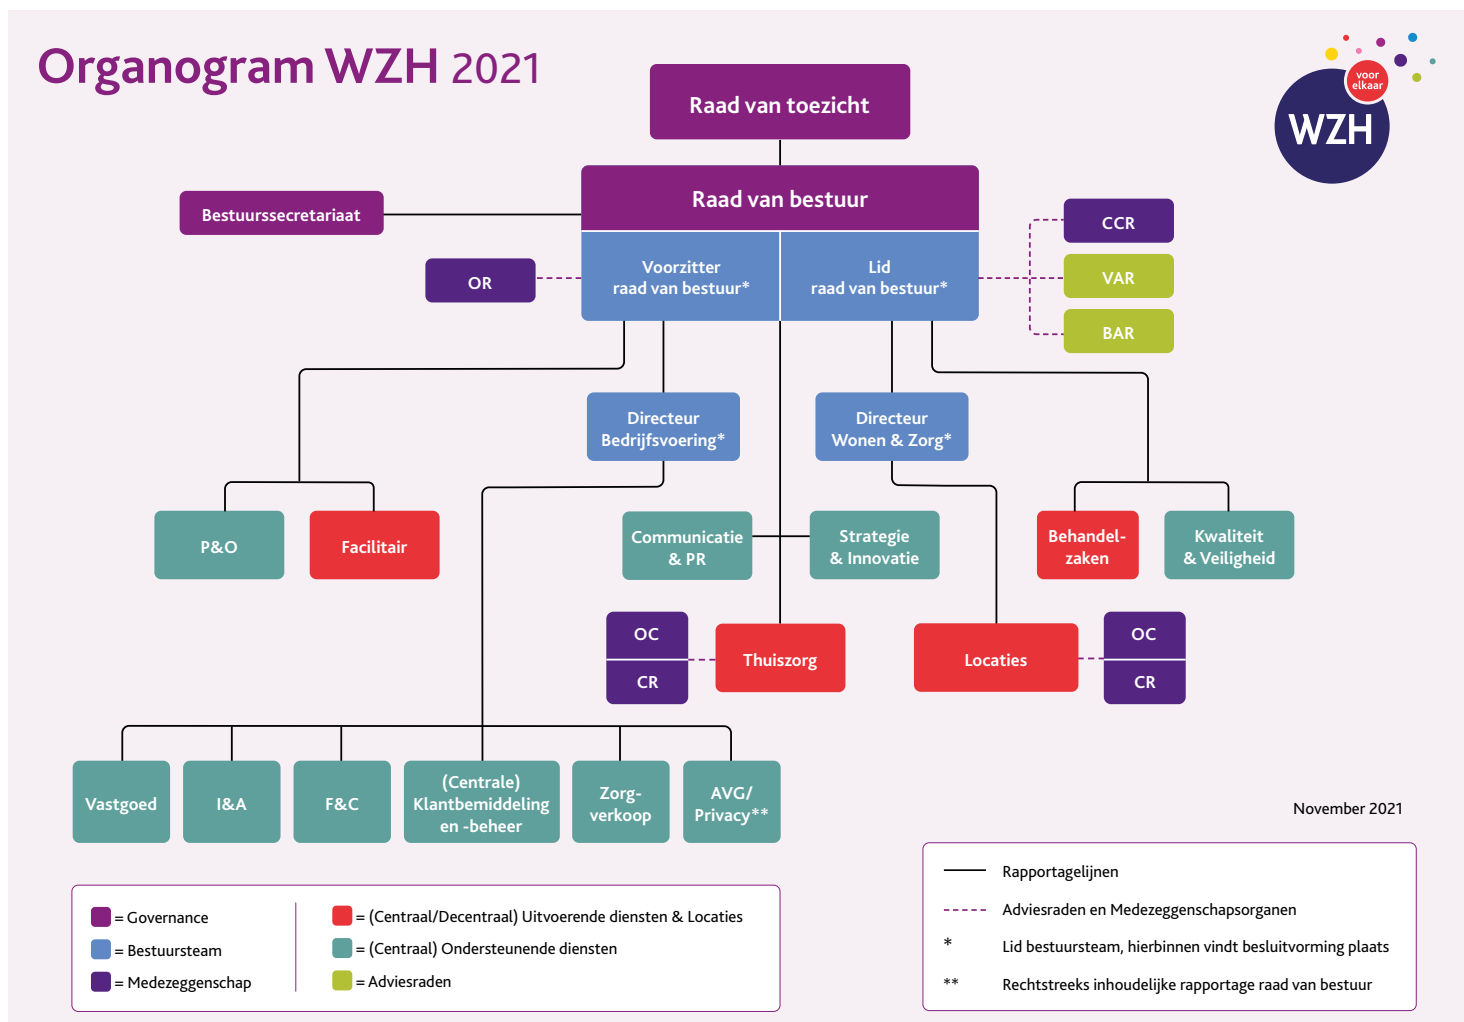 Organogram WZH 2021
voor
elkaar
WZH
Raad van toezicht
Raad van bestuur
Bestuurssecretariaat
Voorzitter
raad van bestuur*
Lid
raad van bestuur*
OR
CCR
VAR
BAR
Directeur
Bedrijfsvoering*
Directeur
Wonen & Zorg*
P&O
Facilitair
Communicatie
& PR
Strategie
& Innovatie
Behandel-
zaken
Kwaliteit
& Veiligheid
OC
CR
Thuiszorg
Locaties
OC
CR
Vastgoed
I&A
F&C
(Centrale)
Klantbemiddeling
en -beheer
Zorg-
verkoop
AVG/
Privacy**
November 2021
= Governance
= Bestuursteam
= Medezeggenschap
= (Centraal/Decentraal) Uitvoerende diensten & Locaties
= (Centraal) Ondersteunende diensten
= Adviesraden
Rapportagelijnen
Adviesraden en Medezeggenschapsorganen
* Lid bestuursteam, hierbinnen vindt besluitvorming plaats
** Rechtstreeks inhoudelijke rapportage raad van bestuur